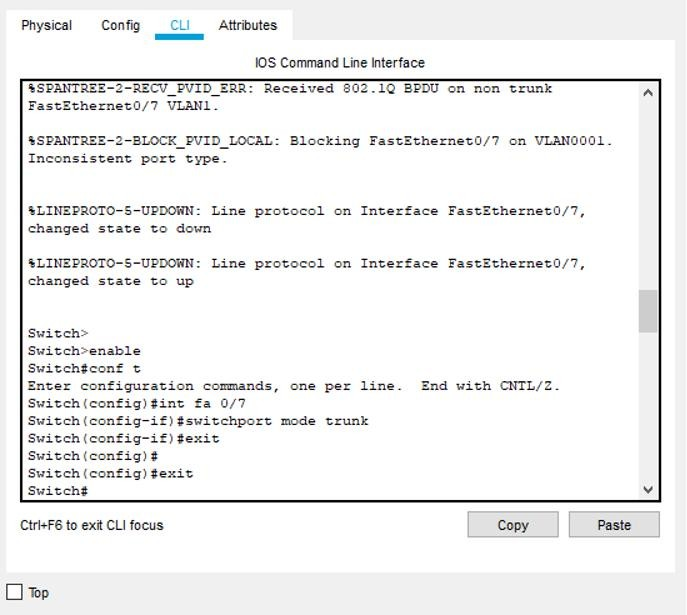 Physical Config CLI Attributes
IOS Command Line Interface
%SPANTREE-2-RECV_PVID_ERR: Received 802.1Q BPDU on non trunk
FastEthernet0/7 VLAN1.
%SPANTREE-2-BLOCK_PVID_LOCAL: Blocking FastEthernet0/7 on VLAN0001.
Inconsistent port type.
%LINEPROTO-5-UPDOWN: Line protocol on Interface FastEthernet0/7,
changed state to down
%LINEPROTO-5-UPDOWN: Line protocol on Interface FastEthernet0/7,
changed state to up
Switch>
Switch>enable
Switch#conf t
Enter configuration commands, one per line.  End with CNTL/Z.
Switch(config)#int fa 0/7
Switch(config-if)#switchport mode trunk
Switch(config-if)#exit
Switch(config)#
Switch(config)#exit
Switch#
Ctrl+F6 to exit CLI focus Copy Paste
Top